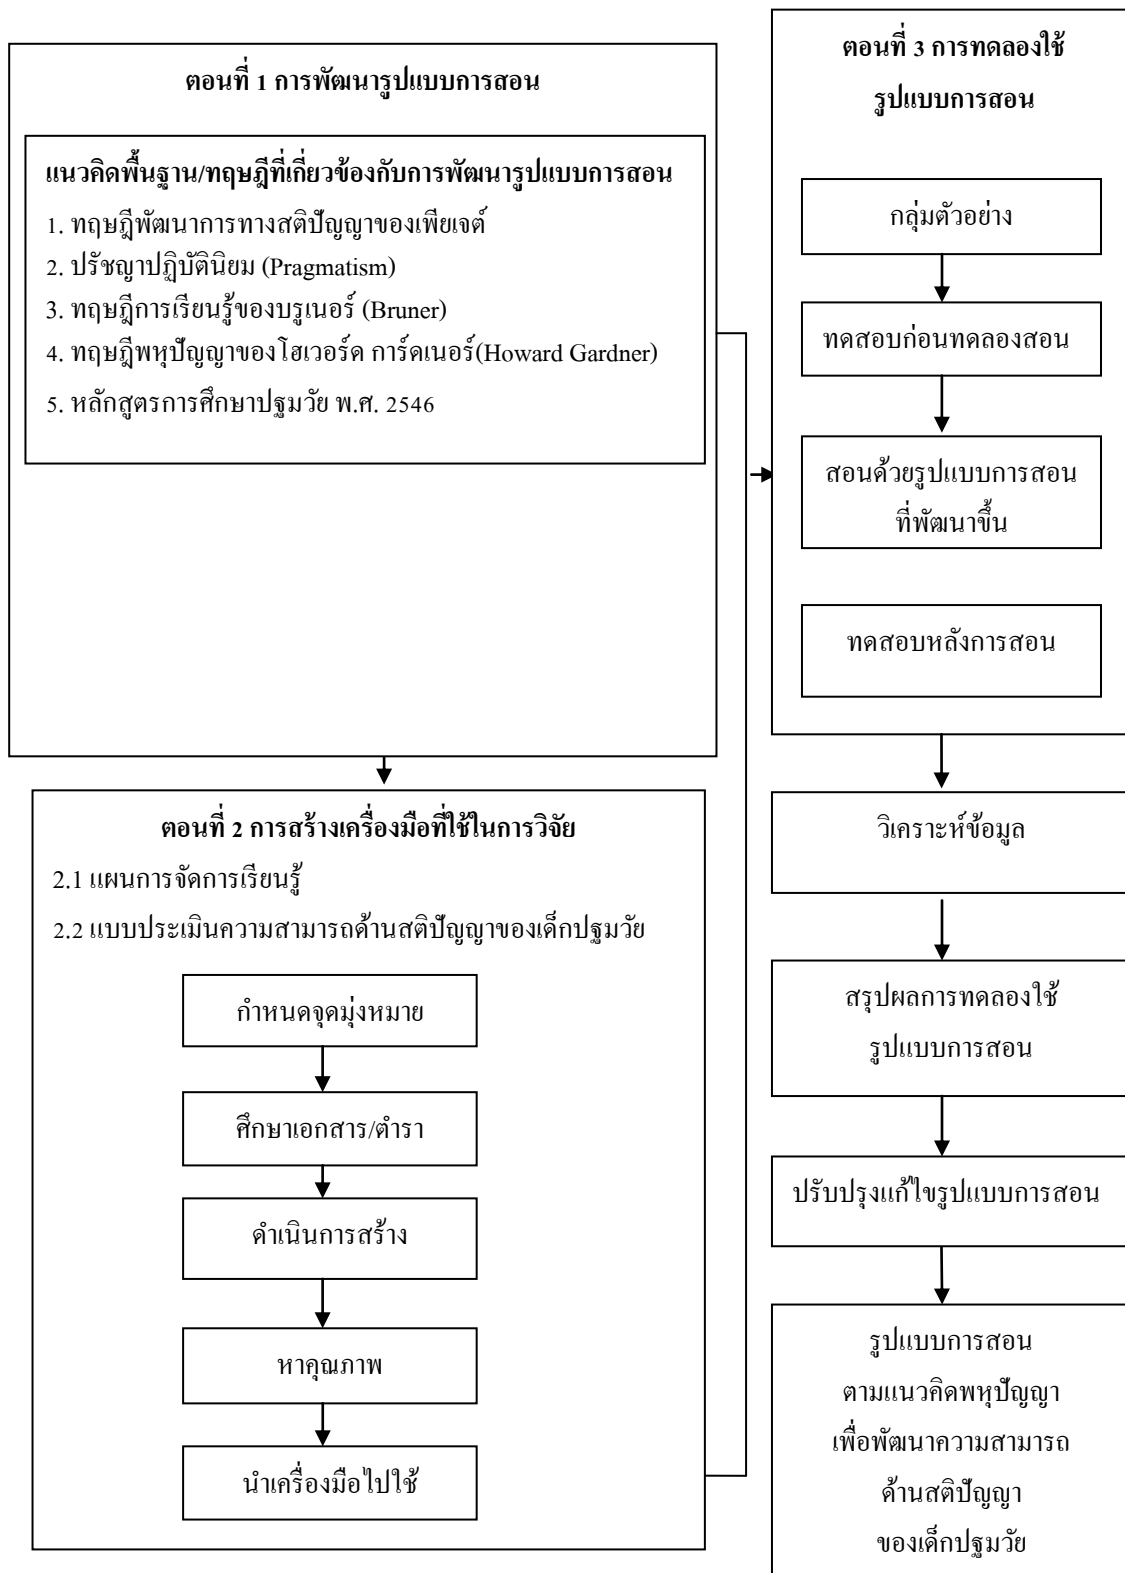 ตอนที่ 1 การพัฒนารูปแบบการสอน
แนวคิดพื้นฐาน/ทฤษฎีที่เกี่ยวข้องกับการพัฒนารูปแบบการสอน
1. ทฤษฎีพัฒนาการทางสติปัญญาของเพียเจต์
2. ปรัชญาปฏิบัตินิยม (Pragmatism)
3. ทฤษฎีการเรียนรู้ของบรูเนอร์ (Bruner)
4. ทฤษฎีพหุปัญญาของโฮเวอร์ด การ์ดเนอร์(Howard Gardner)
5. หลักสูตรการศึกษาปฐมวัย พ.ศ. 2546
ตอนที่ 2 การสร้างเครื่องมือที่ใช้ในการวิจัย
2.1 แผนการจัดการเรียนรู้
2.2 แบบประเมินความสามารถด้านสติปัญญาของเด็กปฐมวัย
กำหนดจุดมุ่งหมาย
ศึกษาเอกสาร/ตำรา
ดำเนินการสร้าง
หาคุณภาพ
นำเครื่องมือไปใช้
ตอนที่ 3 การทดลองใช้
รูปแบบการสอน
กลุ่มตัวอย่าง
ทดสอบก่อนทดลองสอน
สอนด้วยรูปแบบการสอน
ที่พัฒนาขึ้น
ทดสอบหลังการสอน
วิเคราะห์ข้อมูล
สรุปผลการทดลองใช้
รูปแบบการสอน
ปรับปรุงแก้ไขรูปแบบการสอน
รูปแบบการสอน
ตามแนวคิดพหุปัญญา
เพื่อพัฒนาความสามารถ
ด้านสติปัญญา
ของเด็กปฐมวัย